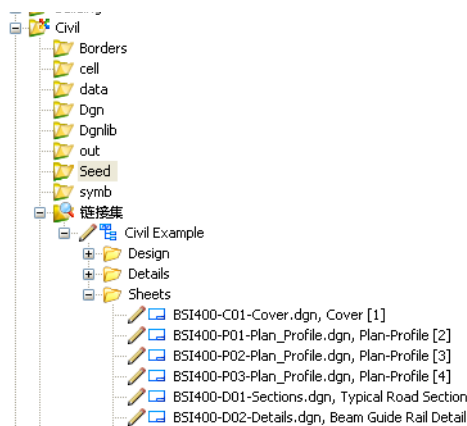 Civil
Borders
cell
data
Dgn
Dgnlib
out
Seed
symb
链接集
Civil Example
Design
Details
Sheets
BSI400-C01-Cover.dgn, Cover [1]
BSI400-P01-Plan_Profile.dgn, Plan-Profile [2]
BSI400-P02-Plan_Profile.dgn, Plan-Profile [3]
BSI400-P03-Plan_Profile.dgn, Plan-Profile [4]
BSI400-D01-Sections.dgn, Typical Road Section
BSI400-D02-Details.dgn, Beam Guide Rail Detail